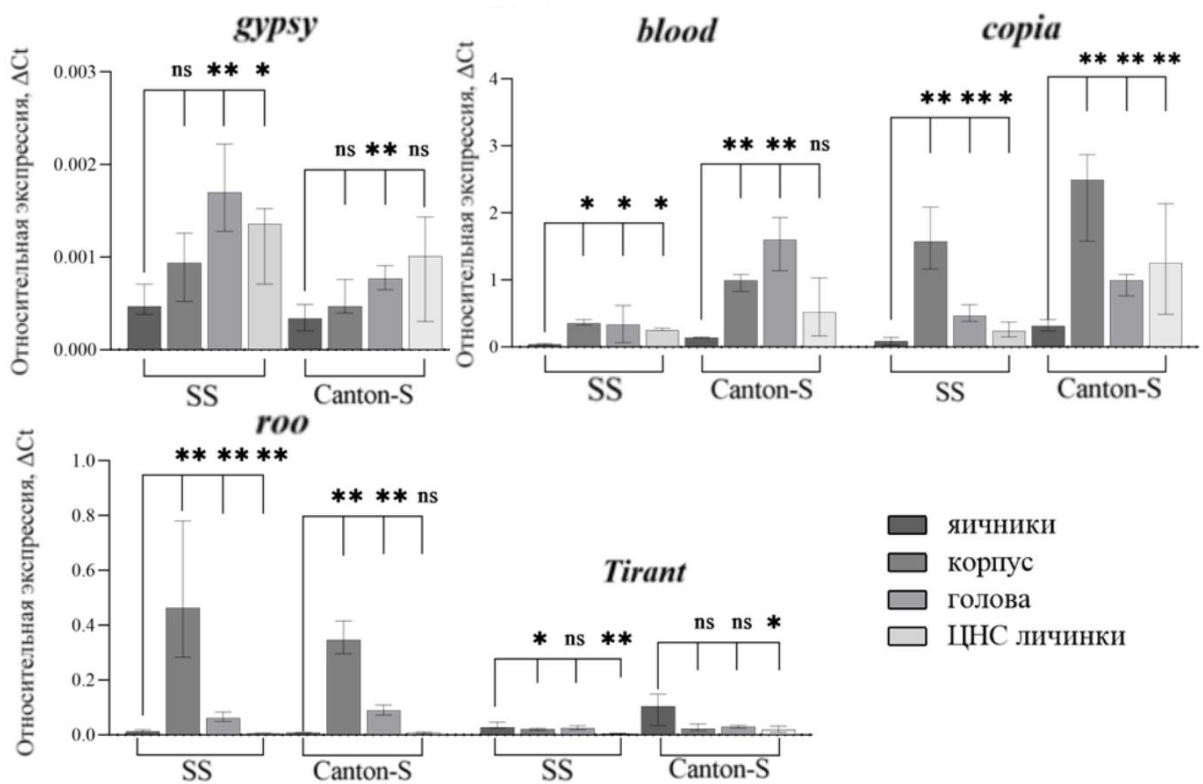 gypsy
blood
copia
Относительная экспрессия, ΔCt
0.003
0.002
0.001
0.000
ns ** *
ns ** ns
SS
Canton-S
Относительная экспрессия, ΔCt
4
3
2
1
0
* * *
** ** ns
SS
Canton-S
** *** *
** ** **
SS
Canton-S
roo
Относительная экспрессия, ΔCt
1.0
0.8
0.6
0.4
0.2
0.0
** ** **
** ** ns
SS
Canton-S
Tirant
* ns **
ns ns *
SS
Canton-S
яичники
корпус
голова
ЦНС личинки